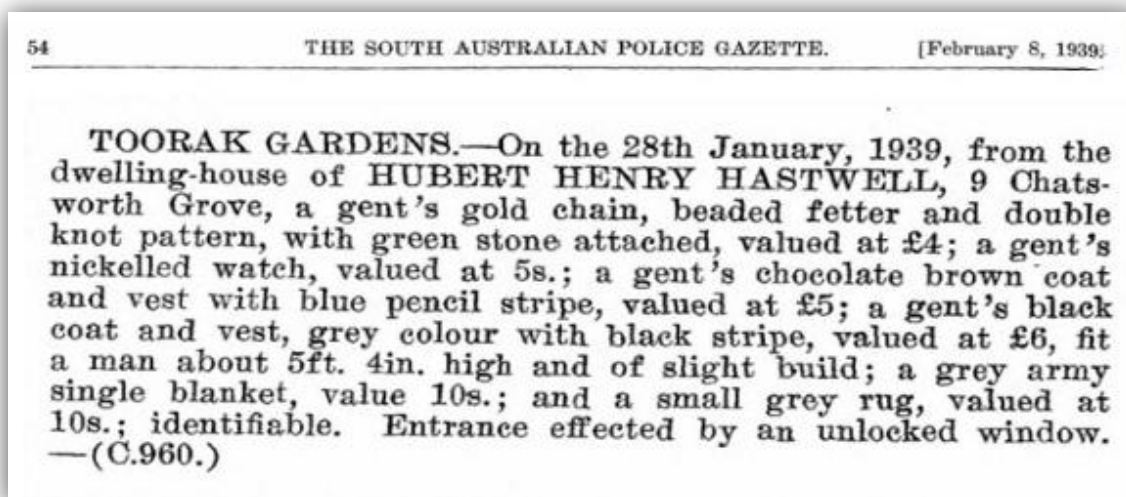 54 THE SOUTH AUSTRALIAN POLICE GAZETTE. [February 8, 1939.
TOORAK GARDENS.—On the 28th January, 1939, from the
dwelling-house of HUBERT HENRY HASTWELL, 9 Chats-
worth Grove, a gent's gold chain, beaded fetter and double
knot pattern, with green stone attached, valued at £4; a gent's
nickelled watch, valued at 5s.; a gent's chocolate brown coat
and vest with blue pencil stripe, valued at £5; a gent's black
coat and vest, grey colour with black stripe, valued at £6, fit
a man about 5ft. 4in. high and of slight build; a grey army
single blanket, value 10s.; and a small grey rug, valued at
10s.; identifiable. Entrance effected by an unlocked window.
—(C.960.)